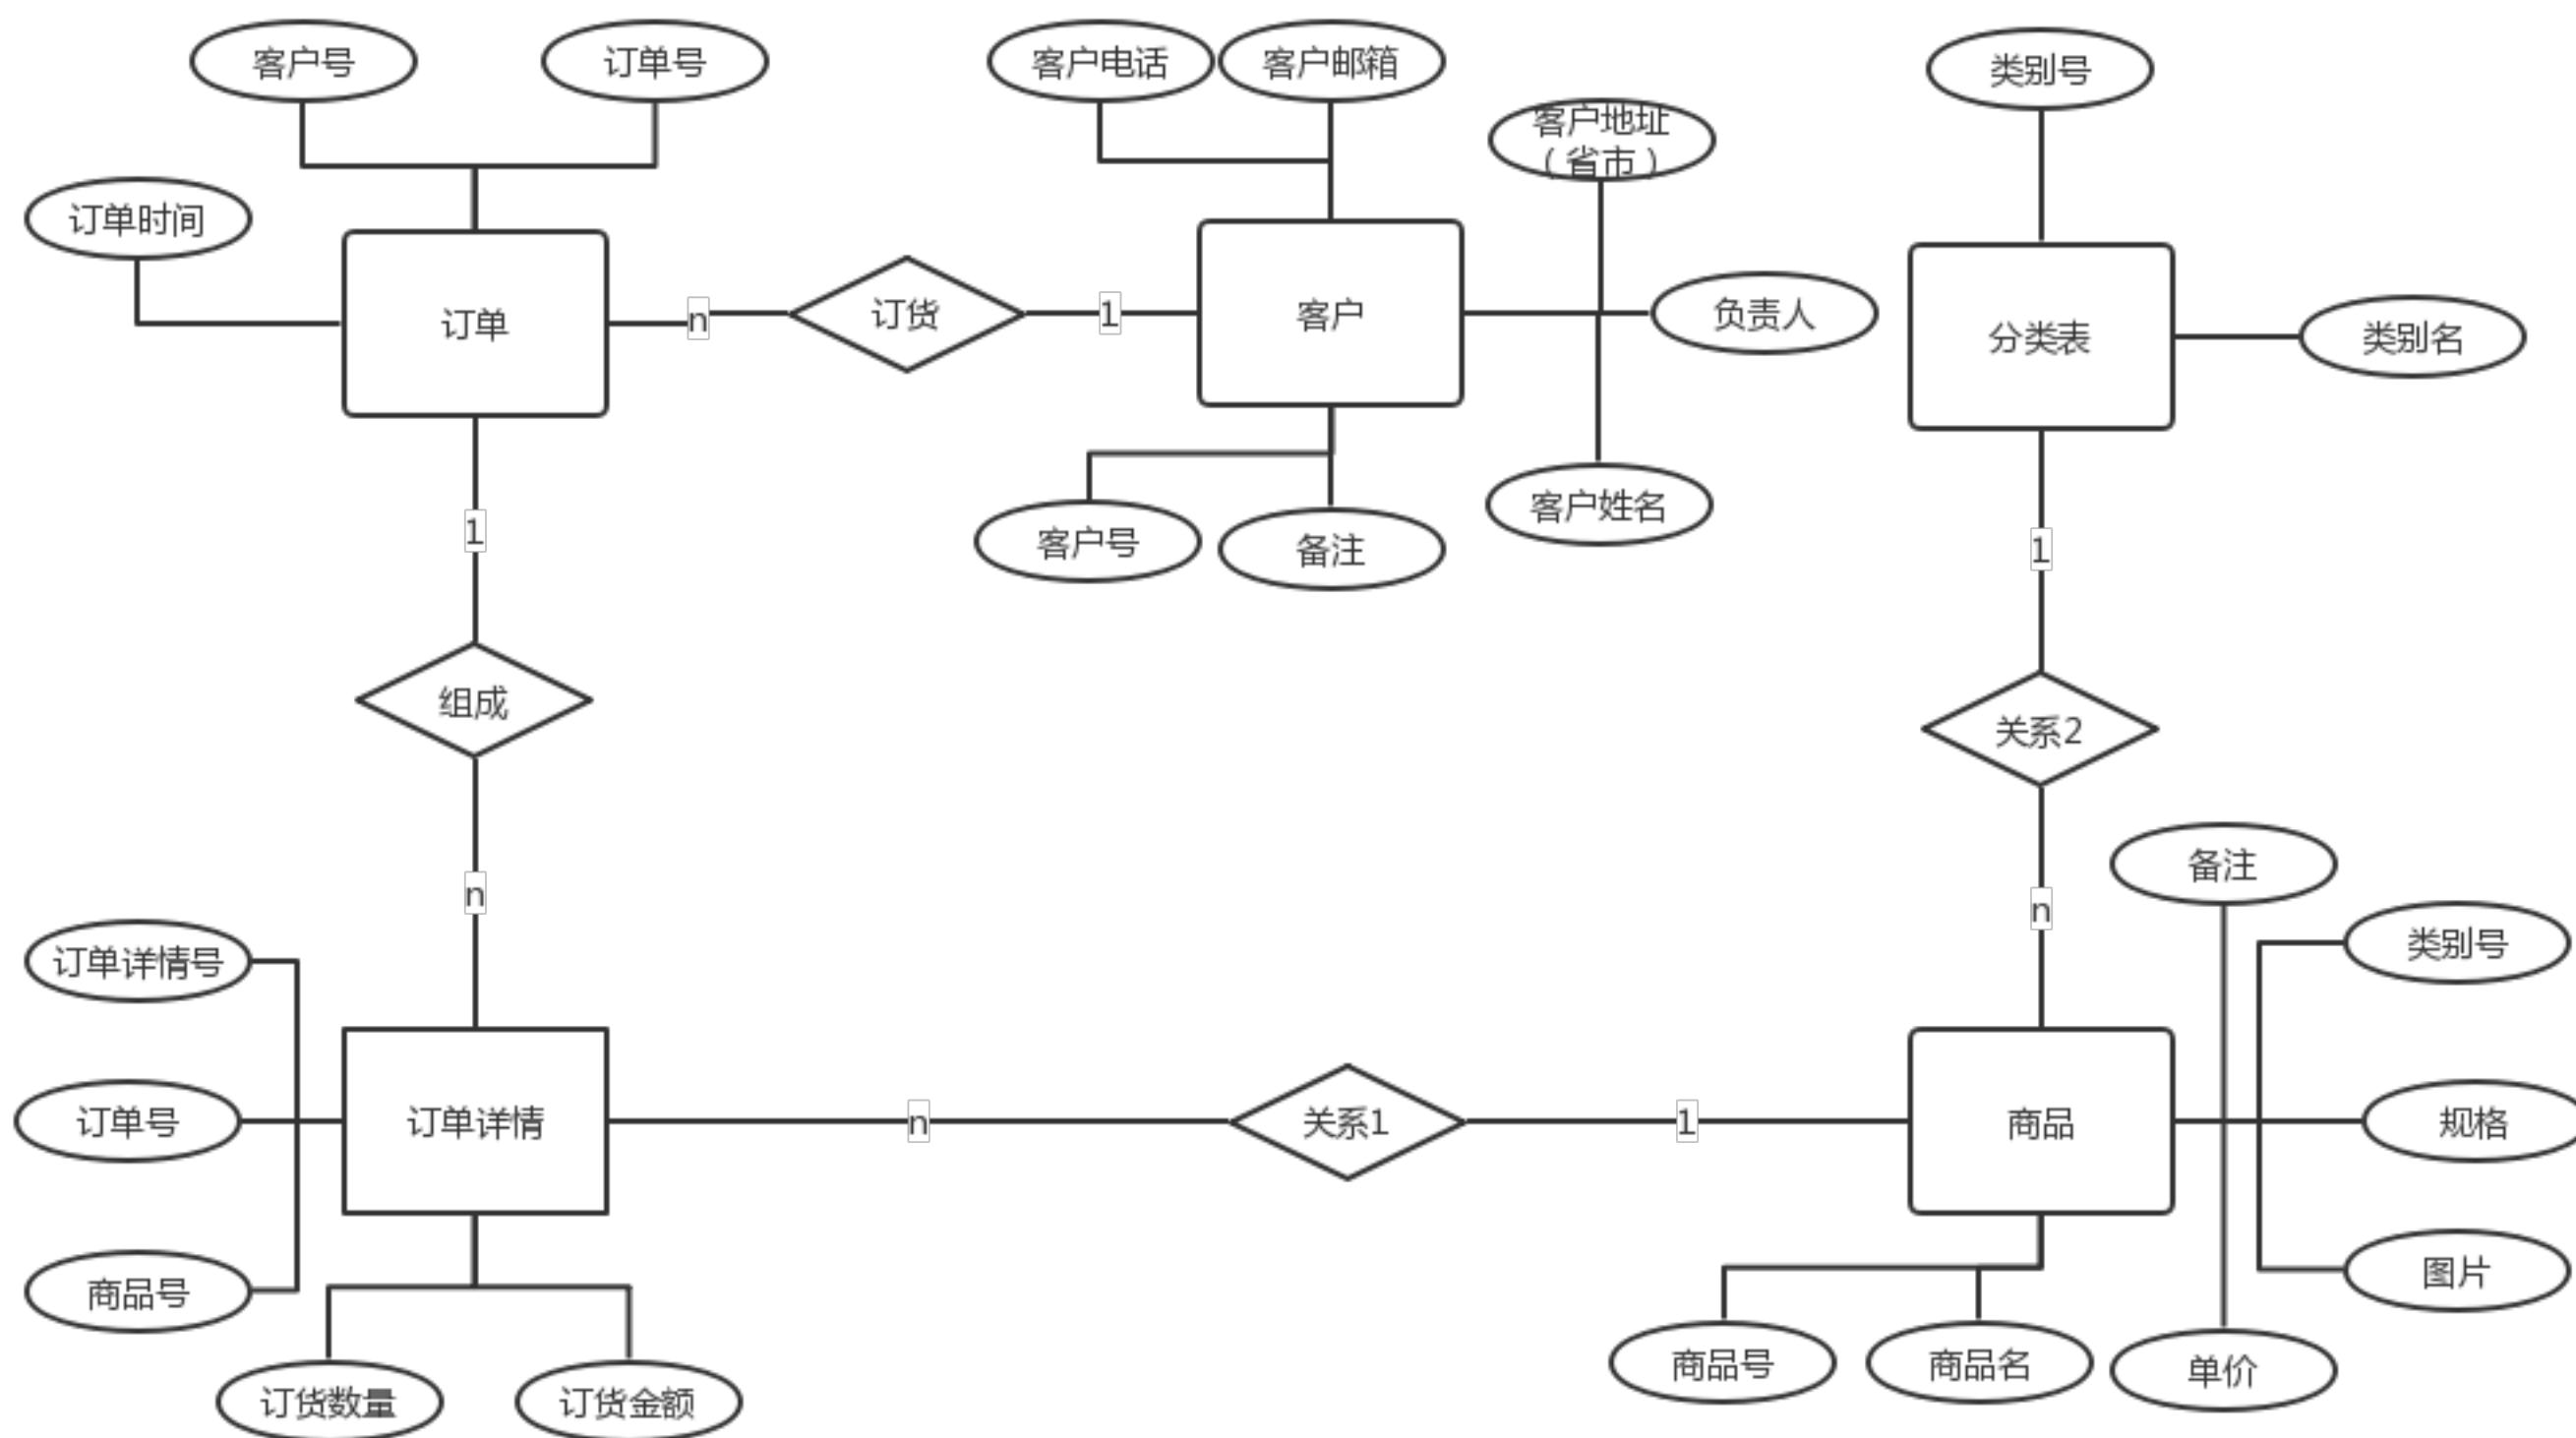 客户号
订单号
客户电话
客户邮箱
类别号
客户地址
（省市）
订单时间
订单
n
订货
1
客户
负责人
分类表
类别名
客户号
备注
客户姓名
1
1
组成
关系2
n
n
备注
订单详情号
类别号
订单号
订单详情
n
关系1
1
商品
规格
商品号
图片
订货数量
订货金额
商品号
商品名
单价